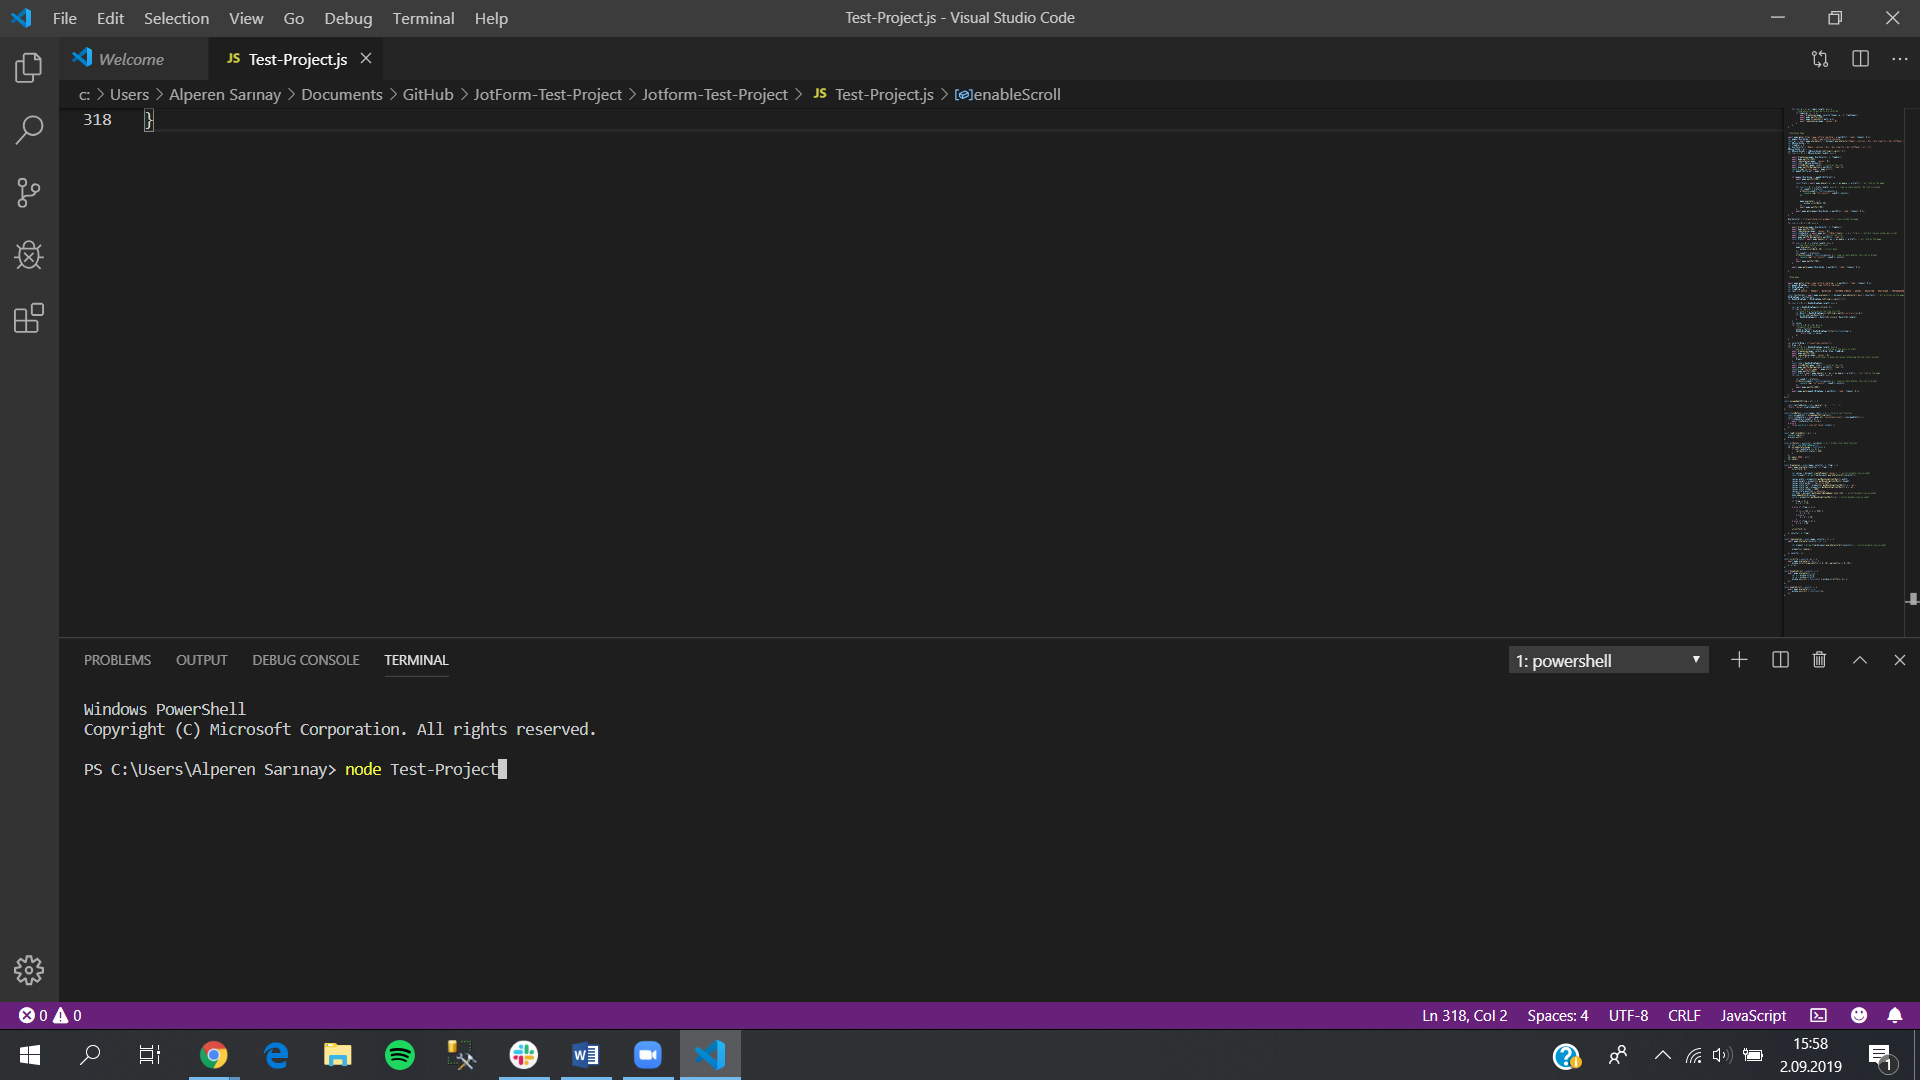 File Edit Selection View Go Debug Terminal Help
Test-Project.js - Visual Studio Code
Welcome
JS Test-Project.js
c: > Users > Alperen Sarınay > Documents > GitHub > JotForm-Test-Project > Jotform-Test-Project > JS Test-Project.js > enableScroll
318 }
PROBLEMS OUTPUT DEBUG CONSOLE TERMINAL
1: powershell
Windows PowerShell
Copyright (C) Microsoft Corporation. All rights reserved.
PS C:\Users\Alperen Sarınay> node Test-Project
0 0
Ln 318, Col 2 Spaces: 4 UTF-8 CRLF JavaScript
15:58
2.09.2019
1